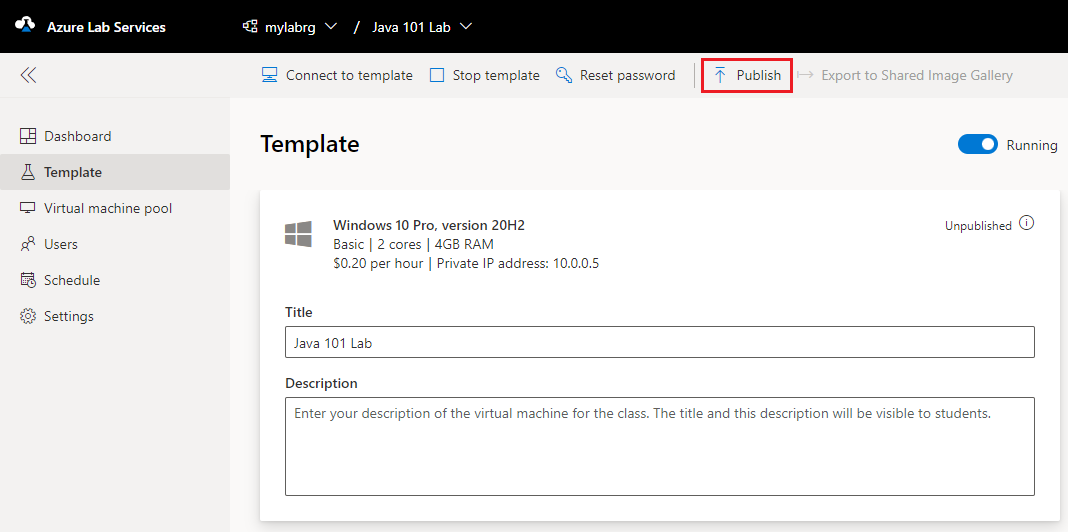 Azure Lab Services mylabrg / Java 101 Lab
Connect to template Stop template Reset password Publish Export to Shared Image Gallery
Dashboard
Template
Virtual machine pool
Users
Schedule
Settings
Template Running
Windows 10 Pro, version 20H2 Unpublished
Basic | 2 cores | 4GB RAM
$0.20 per hour | Private IP address: 10.0.0.5
Title
Java 101 Lab
Description
Enter your description of the virtual machine for the class. The title and this description will be visible to students.